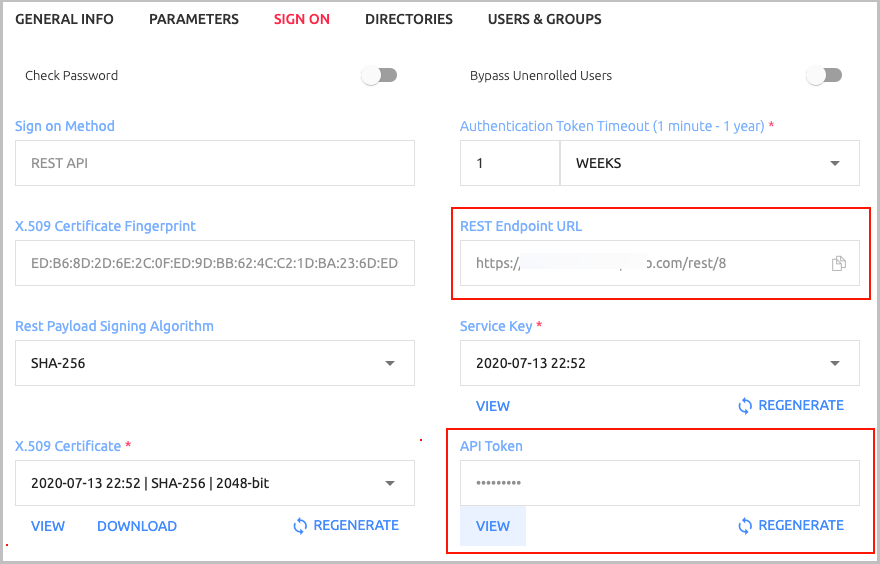 GENERAL INFO PARAMETERS SIGN ON DIRECTORIES USERS & GROUPS
Check Password
Bypass Unenrolled Users
Sign on Method
REST API
Authentication Token Timeout (1 minute - 1 year) *
1 WEEKS
X.509 Certificate Fingerprint
ED:B6:8D:2D:6E:2C:0F:ED:9D:BB:62:4C:C2:1D:BA:23:6D:ED
REST Endpoint URL
https:/ o.com/rest/8
Rest Payload Signing Algorithm
SHA-256
Service Key *
2020-07-13 22:52
VIEW REGENERATE
X.509 Certificate *
2020-07-13 22:52 | SHA-256 | 2048-bit
VIEW DOWNLOAD REGENERATE
API Token
•••••••••
VIEW REGENERATE